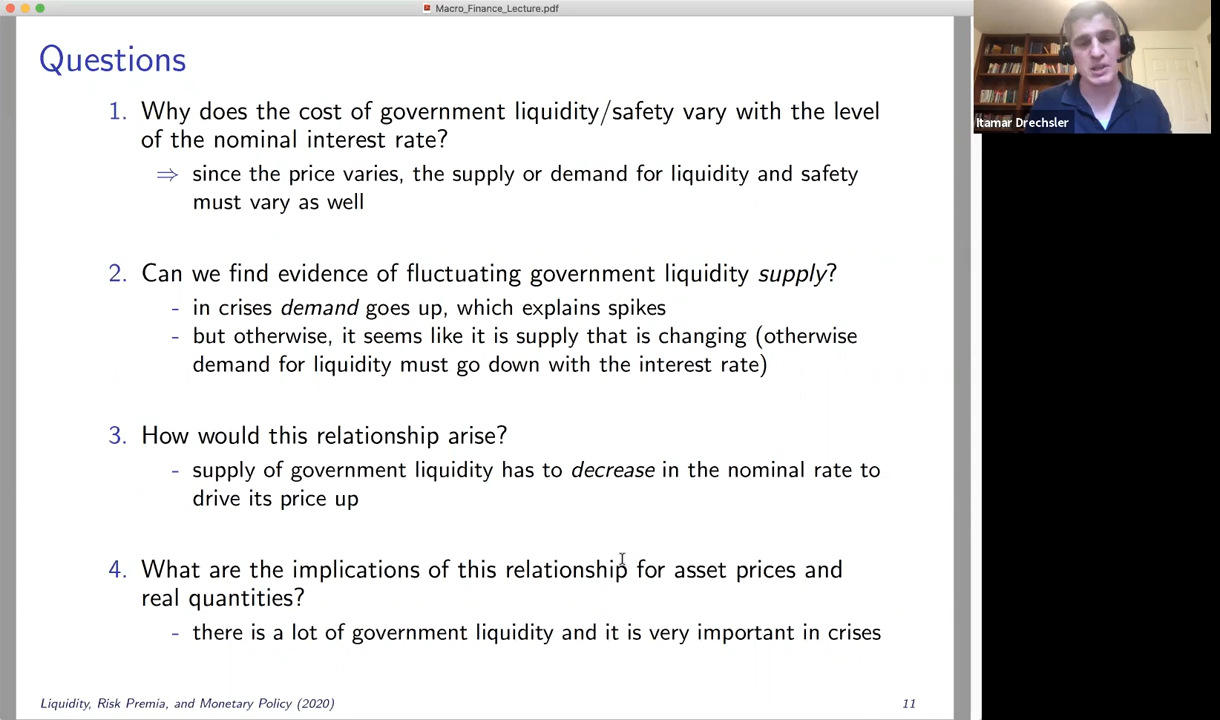 Macro_Finance_Lecture.pdf
Questions
1. Why does the cost of government liquidity/safety vary with the level
of the nominal interest rate?
⇒ since the price varies, the supply or demand for liquidity and safety
must vary as well
2. Can we find evidence of fluctuating government liquidity supply?
- in crises demand goes up, which explains spikes
- but otherwise, it seems like it is supply that is changing (otherwise
demand for liquidity must go down with the interest rate)
3. How would this relationship arise?
- supply of government liquidity has to decrease in the nominal rate to
drive its price up
4. What are the implications of this relationship for asset prices and
real quantities?
- there is a lot of government liquidity and it is very important in crises
Liquidity, Risk Premia, and Monetary Policy (2020)
11
Itamar Drechsler